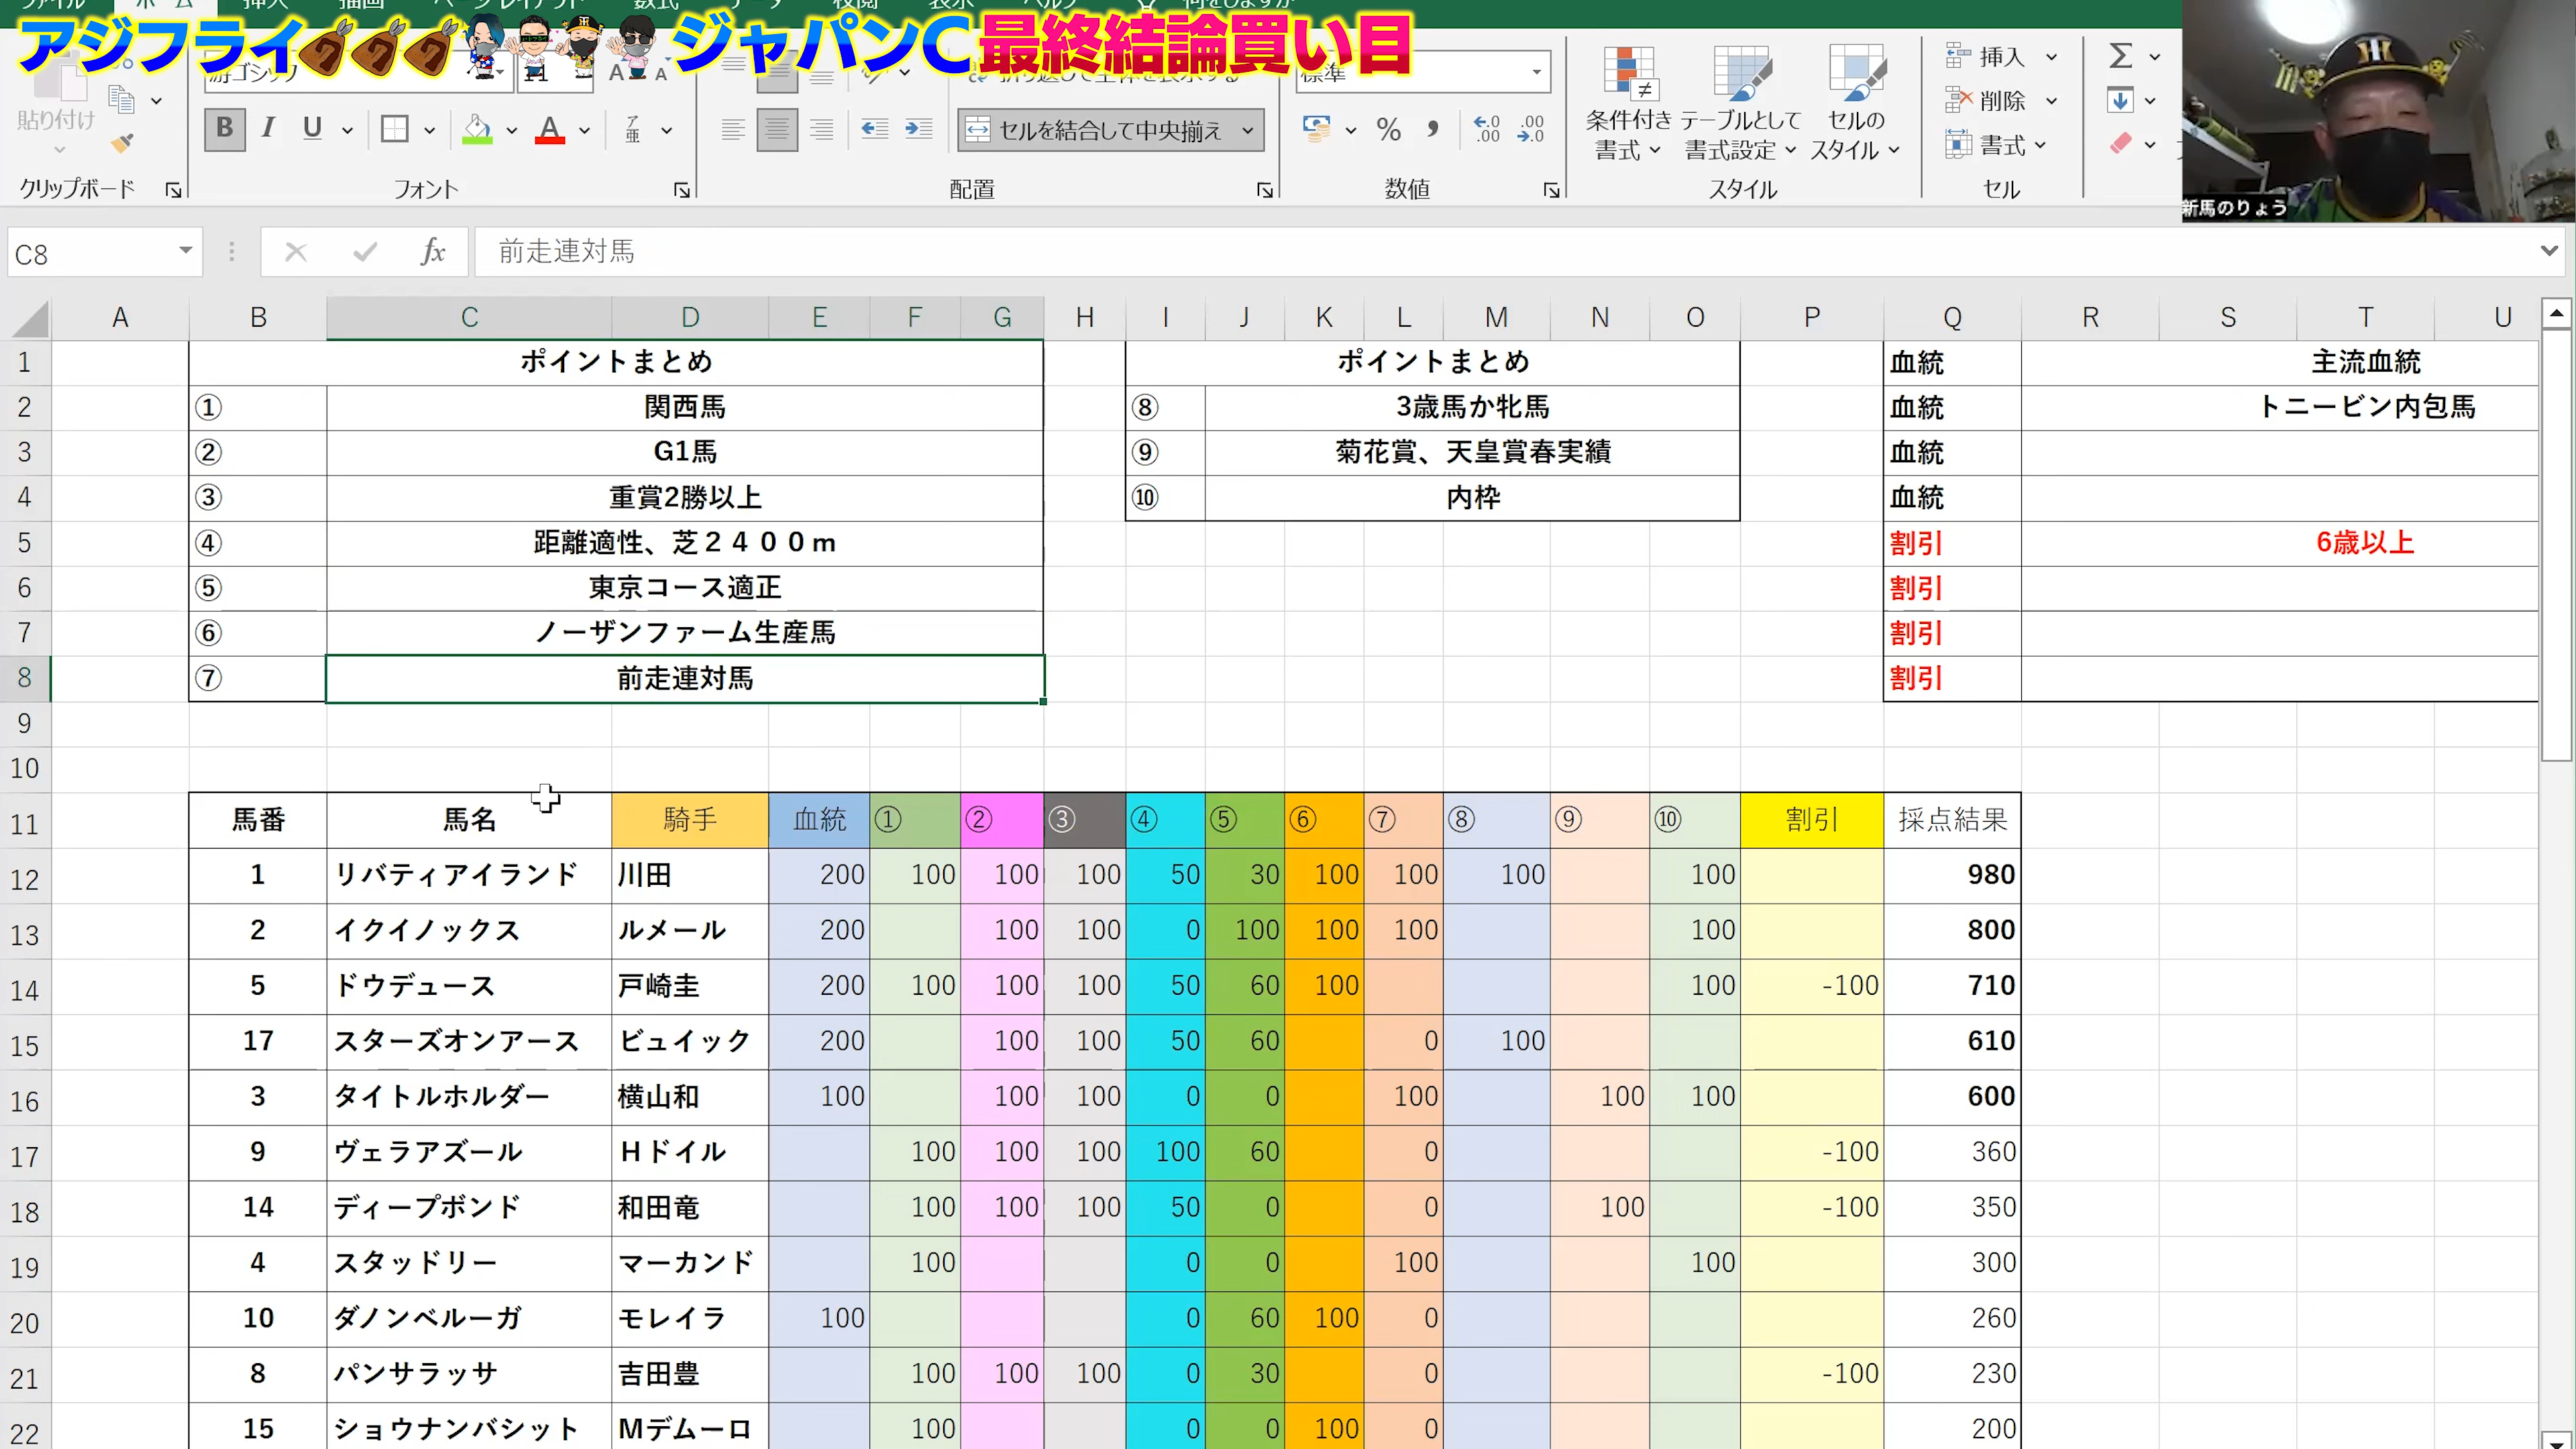 アジフライ ジャパンC最終結論買い目
貼り付け
クリップボード
フォント
セルを結合して中央揃え
配置
標準
数値
条件付き書式
テーブルとして書式設定
セルのスタイル
スタイル
挿入
削除
書式
セル
新馬のりょう
C8 fx 前走連対馬
A B C D E F G H I J K L M N O P Q R S T U
1 ポイントまとめ ポイントまとめ 血統 主流血統
2 ① 関西馬 ⑧ 3歳馬か牝馬 血統 トニービン内包馬
3 ② G1馬 ⑨ 菊花賞、天皇賞春実績 血統
4 ③ 重賞2勝以上 ⑩ 内枠 血統
5 ④ 距離適性、芝２４００m 割引 6歳以上
6 ⑤ 東京コース適正 割引
7 ⑥ ノーザンファーム生産馬 割引
8 ⑦ 前走連対馬 割引
9
10
11 馬番 馬名 騎手 血統 ① ② ③ ④ ⑤ ⑥ ⑦ ⑧ ⑨ ⑩ 割引 採点結果
12 1 リバティアイランド 川田 200 100 100 100 50 30 100 100 100 100 980
13 2 イクイノックス ルメール 200 100 100 0 100 100 100 100 800
14 5 ドウデュース 戸崎圭 200 100 100 100 50 60 100 100 -100 710
15 17 スターズオンアース ビュイック 200 100 100 50 60 0 100 610
16 3 タイトルホルダー 横山和 100 100 100 0 0 100 100 100 600
17 9 ヴェラアズール Hドイル 100 100 100 100 60 0 -100 360
18 14 ディープボンド 和田竜 100 100 100 50 0 0 100 -100 350
19 4 スタッドリー マーカンド 100 0 0 100 100 300
20 10 ダノンベルーガ モレイラ 100 0 60 100 0 260
21 8 パンサラッサ 吉田豊 100 100 100 0 30 0 -100 230
22 15 ショウナンバシット Mデムーロ 100 0 0 100 0 200